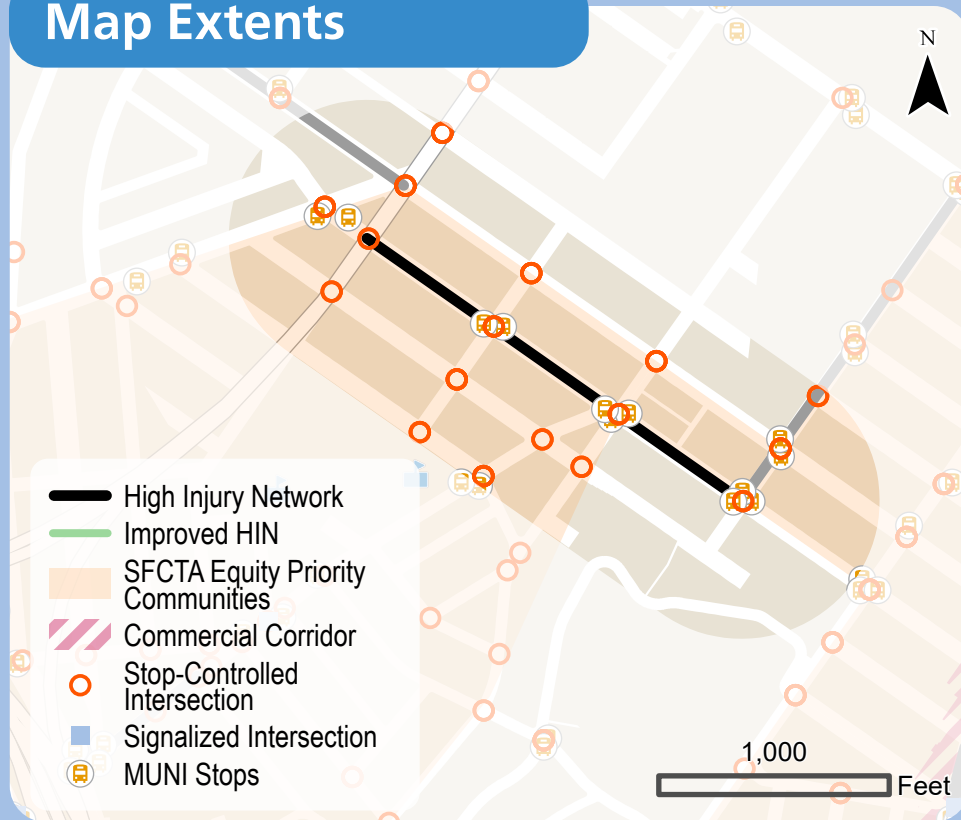 Map Extents
N
High Injury Network
Improved HIN
SFCTA Equity Priority
Communities
Commercial Corridor
Stop-Controlled
Intersection
Signalized Intersection
MUNI Stops
1,000
Feet